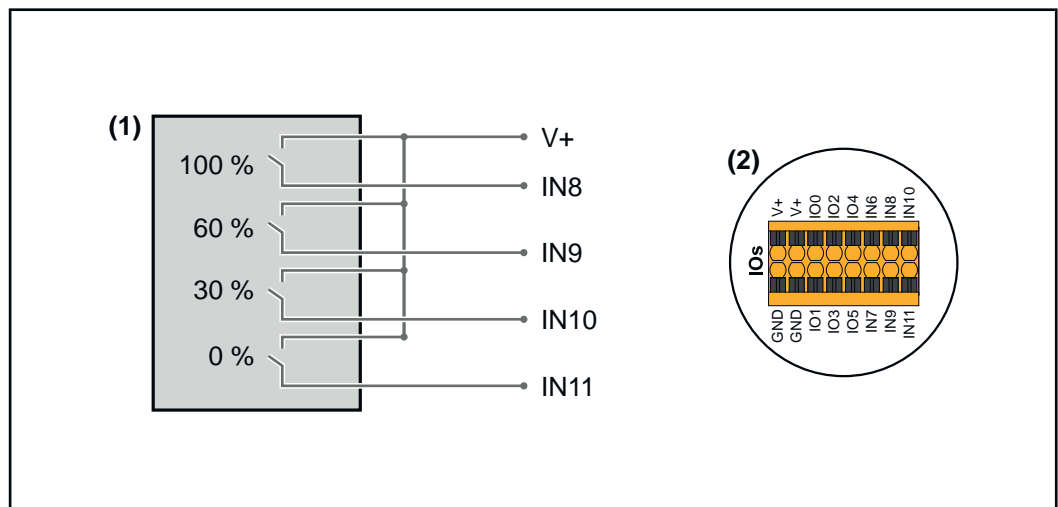 (1)
100 %
60 %
30 %
0 %
V+
IN8
IN9
IN10
IN11
(2)
IOs
V+
V+
IO0
IO2
IO4
IN6
IN8
IN10
GND
GND
IO1
IO3
IO5
IN7
IN9
IN11